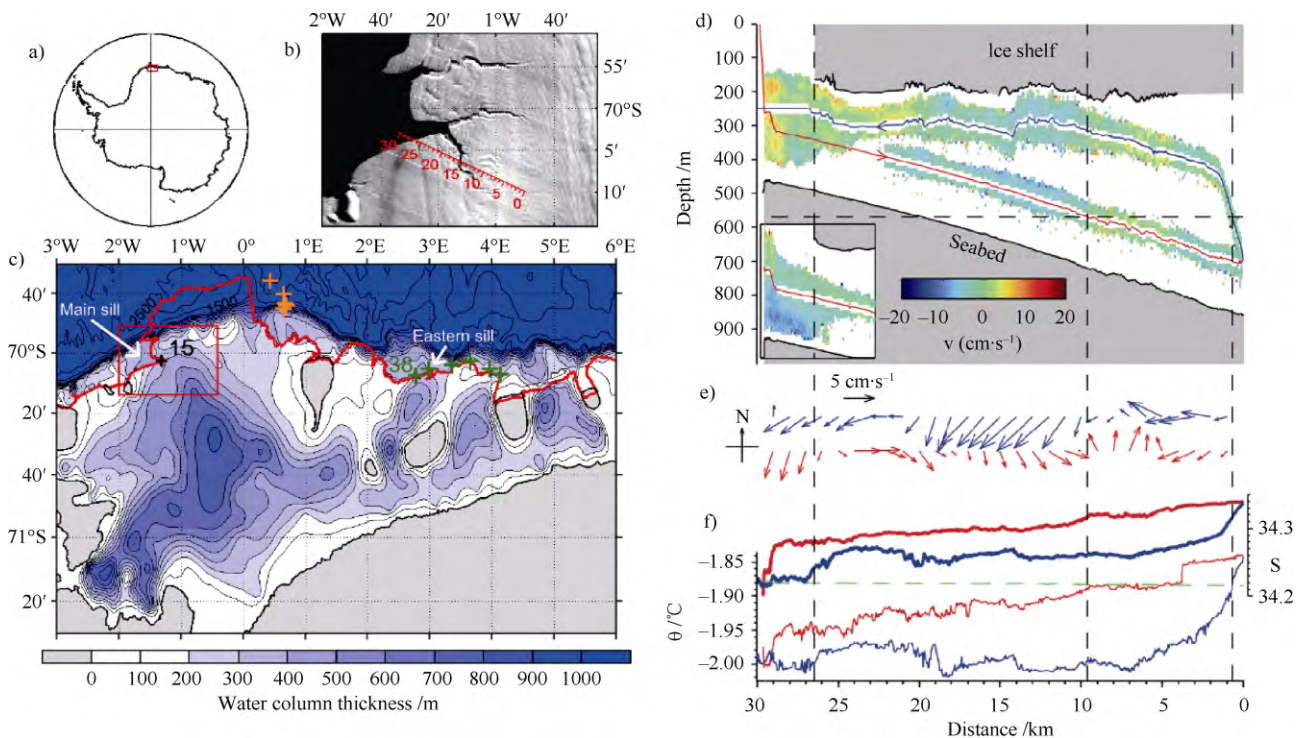 a)
b)
2°W 40′ 20′ 1°W 40′
55′
70°S
5′
10′
30 25 20 15 10 5 0
c)
3°W 2°W 1°W 0° 1°E 2°E 3°E 4°E 5°E 6°E
40′
70°S
20′
40′
71°S
20′
2500
1500
Main sill
15
38
Eastern sill
0 100 200 300 400 500 600 700 800 900 1000
Water column thickness /m
d)
0
100
200
300
400
500
600
700
800
900
Depth /m
Ice shelf
Seabed
−20 −10 0 10 20
v (cm·s⁻¹)
e)
5 cm·s⁻¹
N
f)
−1.85
−1.90
−1.95
−2.00
θ /°C
34.3
S
34.2
30 25 20 15 10 5 0
Distance /km